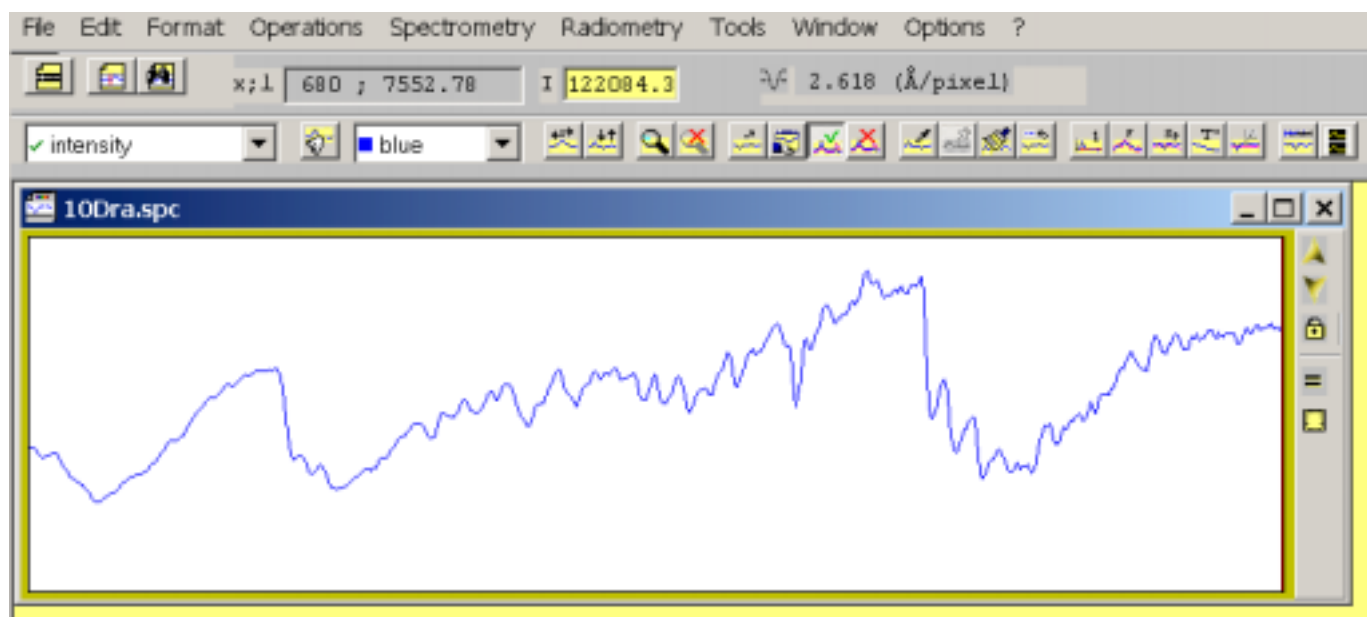 File Edit Format Operations Spectrometry Radiometry Tools Window Options ?
x;l 680 ; 7552.78 I 122084.3 2.618 (Å/pixel)
intensity blue
10Dra.spc